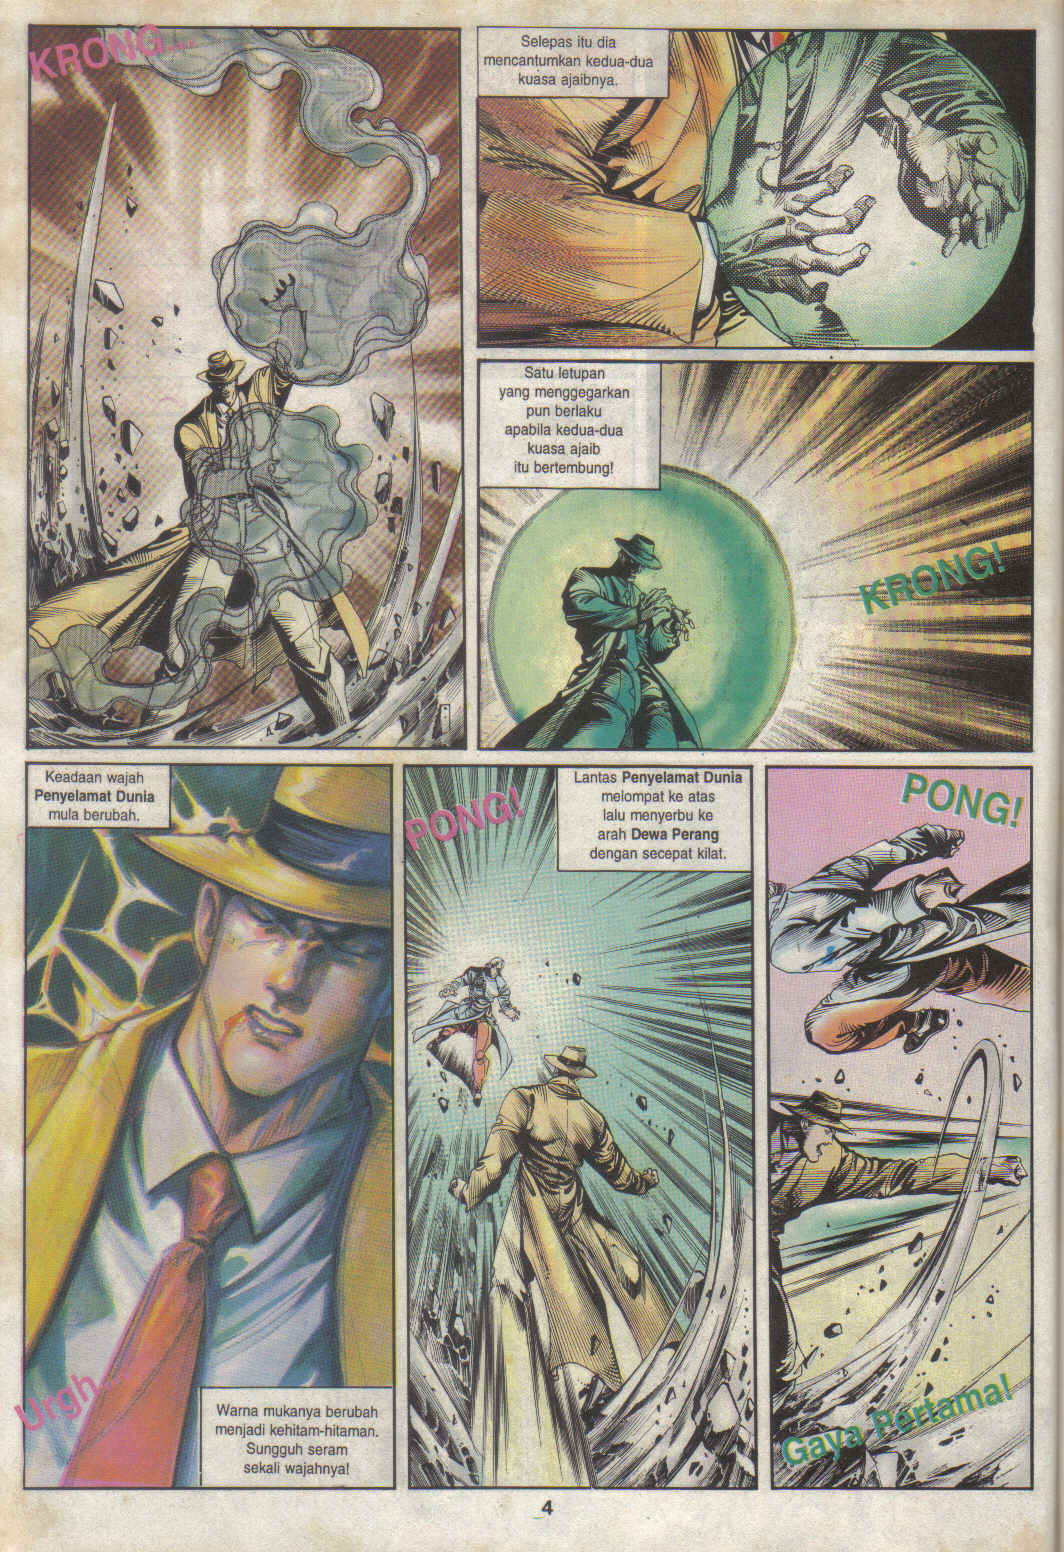 KRONG....
Selepas itu dia
mencantumkan kedua-dua
kuasa ajaibnya.
Satu letupan
yang menggegarkan
pun berlaku
apabila kedua-dua
kuasa ajaib
itu bertembung!
KRONG!
Keadaan wajah
Penyelamat Dunia
mula berubah.
Urgh...
Warna mukanya berubah
menjadi kehitam-hitaman.
Sungguh seram
sekali wajahnya!
PONG!
Lantas Penyelamat Dunia
melompat ke atas
lalu menyerbu ke
arah Dewa Perang
dengan secepat kilat.
PONG!
Gaya Pertama!
4